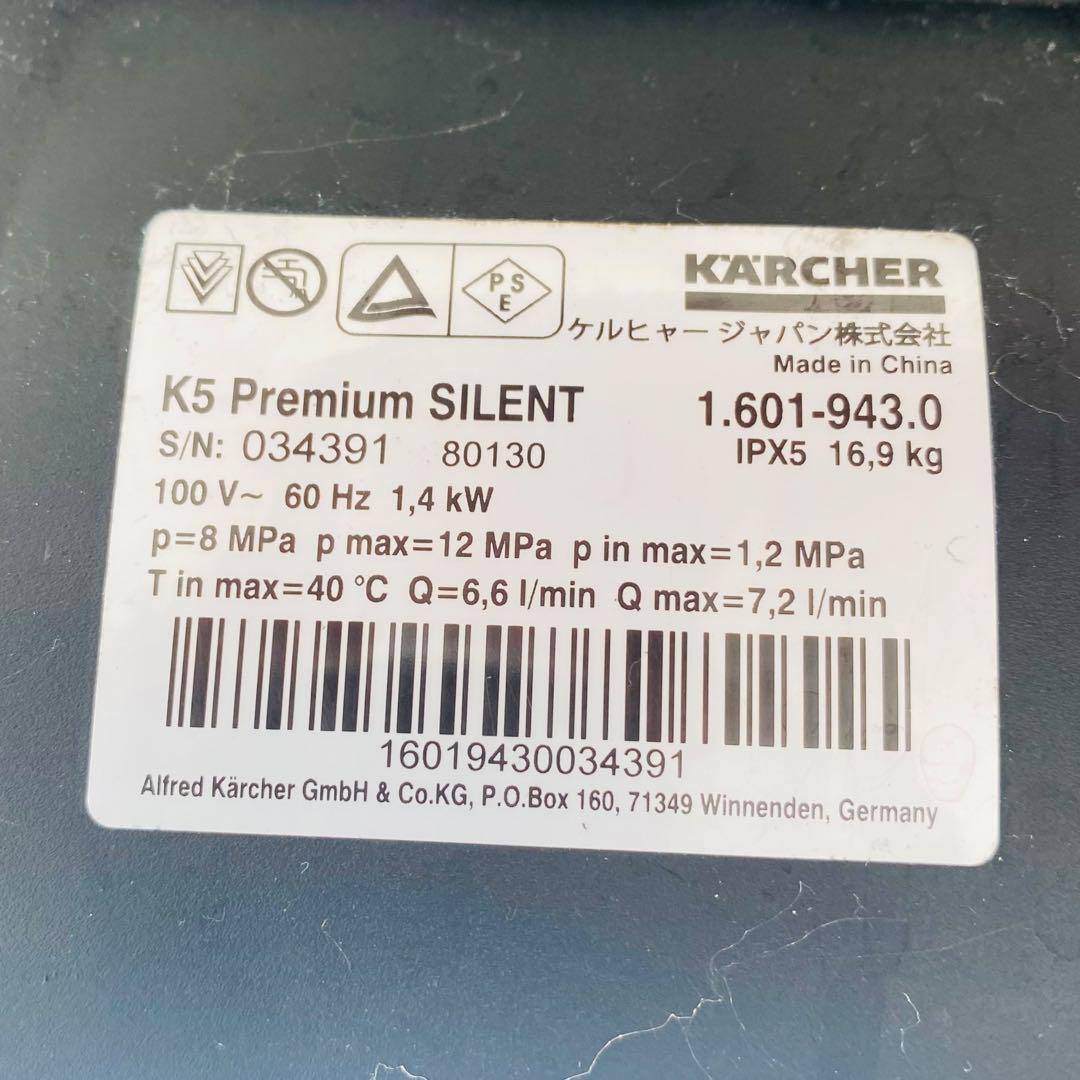 KÄRCHER
PS
E
ケルヒャー ジャパン株式会社
Made in China
K5 Premium SILENT 1.601-943.0
S/N: 034391 80130 IPX5 16,9 kg
100 V~ 60 Hz 1,4 kW
p=8 MPa p max=12 MPa p in max=1,2 MPa
T in max=40 °C Q=6,6 l/min Q max=7,2 l/min
16019430034391
Alfred Kärcher GmbH & Co.KG, P.O.Box 160, 71349 Winnenden, Germany